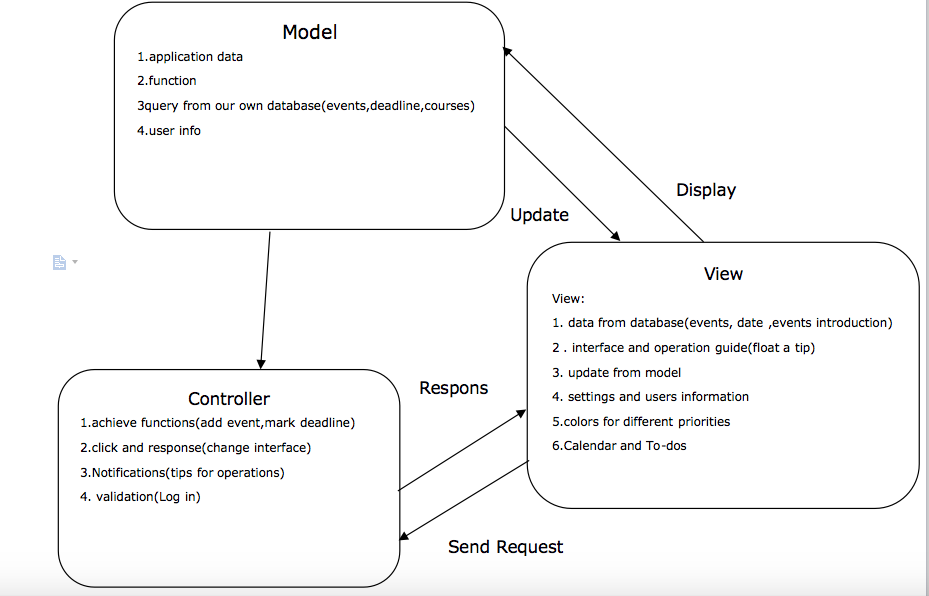 Model
1.application data
2.function
3query from our own database(events,deadline,courses)
4.user info
Display
Update
View
View:
1. data from database(events, date ,events introduction)
2 . interface and operation guide(float a tip)
3. update from model
4. settings and users information
5.colors for different priorities
6.Calendar and To-dos
Respons
Controller
1.achieve functions(add event,mark deadline)
2.click and response(change interface)
3.Notifications(tips for operations)
4. validation(Log in)
Send Request